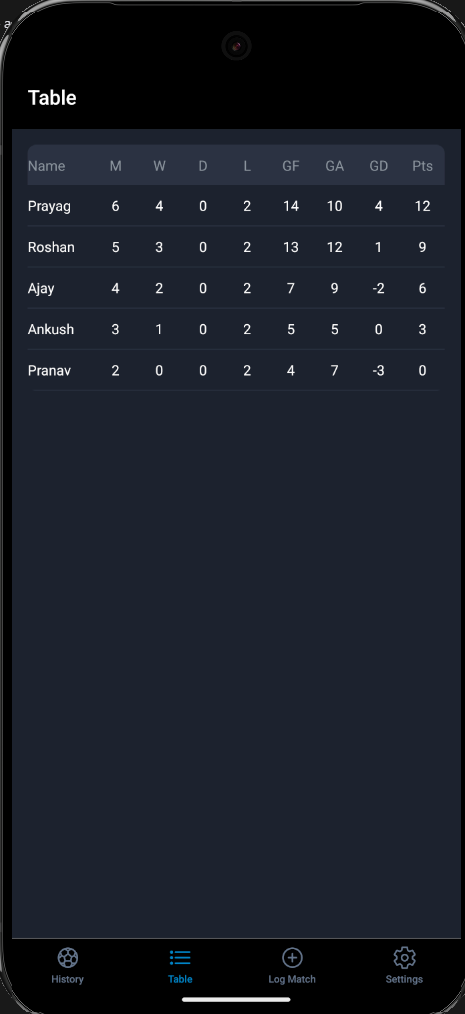 Table
Name M W D L GF GA GD Pts
Prayag 6 4 0 2 14 10 4 12
Roshan 5 3 0 2 13 12 1 9
Ajay 4 2 0 2 7 9 -2 6
Ankush 3 1 0 2 5 5 0 3
Pranav 2 0 0 2 4 7 -3 0
History Table Log Match Settings